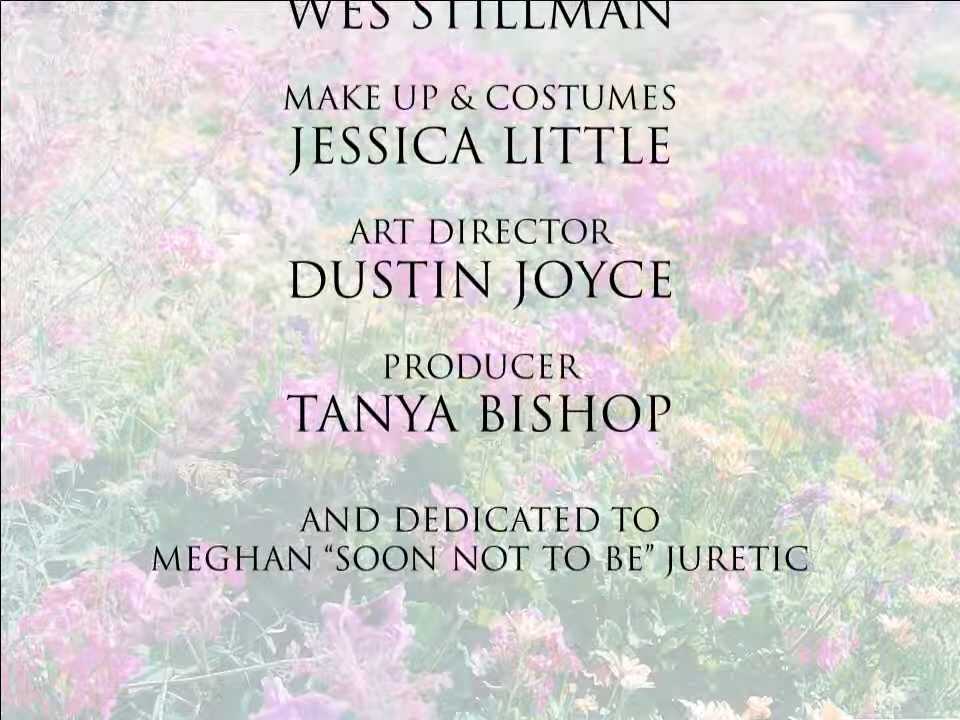 WES STILLMAN
MAKE UP & COSTUMES
JESSICA LITTLE
ART DIRECTOR
DUSTIN JOYCE
PRODUCER
TANYA BISHOP
AND DEDICATED TO
MEGHAN “SOON NOT TO BE” JURETIC